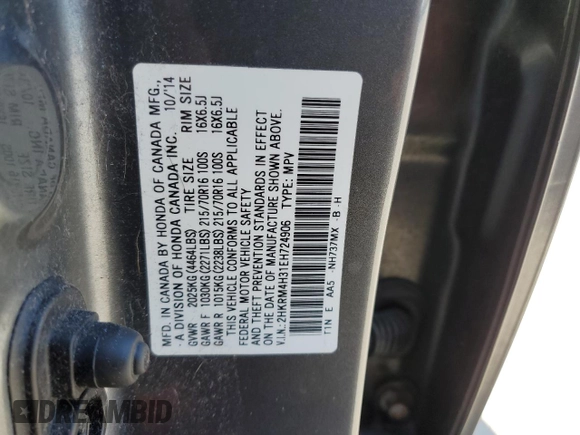 MFD. IN CANADA BY HONDA OF CANADA MFG.,
- A DIVISION OF HONDA CANADA INC. 10/'14
GVWR 2025KG(4464LBS) TIRE SIZE RIM SIZE
GAWR F 1030KG(2271LBS)215/70R16 100S 16X6.5J
GAWR R 1015KG(2238LBS)215/70R16 100S 16X6.5J
THIS VEHICLE CONFORMS TO ALL APPLICABLE
FEDERAL MOTOR VEHICLE SAFETY
AND THEFT PREVENTION STANDARDS IN EFFECT
ON THE DATE OF MANUFACTURE SHOWN ABOVE.
V.I.N.: 2HKRM4H31EH724906 TYPE: MPV
T1N E AA5 -NH737MX -B -H
DREAMBID